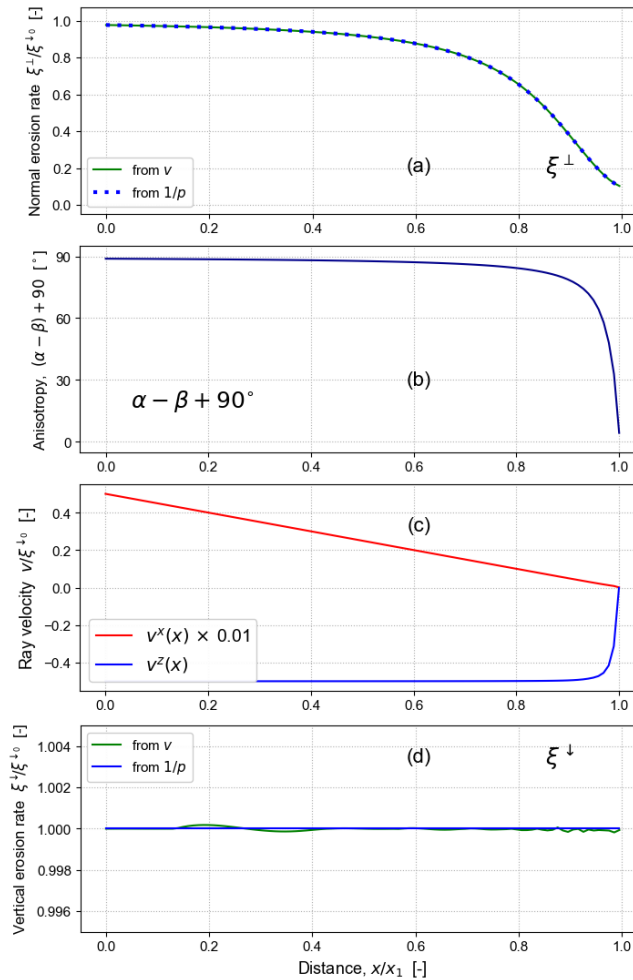 Normal erosion rate ξ^⊥/ξ^↓₀
1.0
0.8
0.6
0.4
0.2
0.0
from v
from 1/p
(a)
ξ^⊥
0.0 0.2 0.4 0.6 0.8 1.0
Anisotropy, (α − β) + 90 [°]
90
60
30
0
(b)
α − β + 90°
0.0 0.2 0.4 0.6 0.8 1.0
Ray velocity v/ξ^↓₀ [-]
0.4
0.2
0.0
−0.2
−0.4
(c)
v^x(x) × 0.01
v^z(x)
0.0 0.2 0.4 0.6 0.8 1.0
Vertical erosion rate ξ^↓/ξ^↓₀ [-]
1.004
1.002
1.000
0.998
0.996
from v
from 1/p
(d)
ξ^↓
0.0 0.2 0.4 0.6 0.8 1.0
Distance, x/x₁ [-]